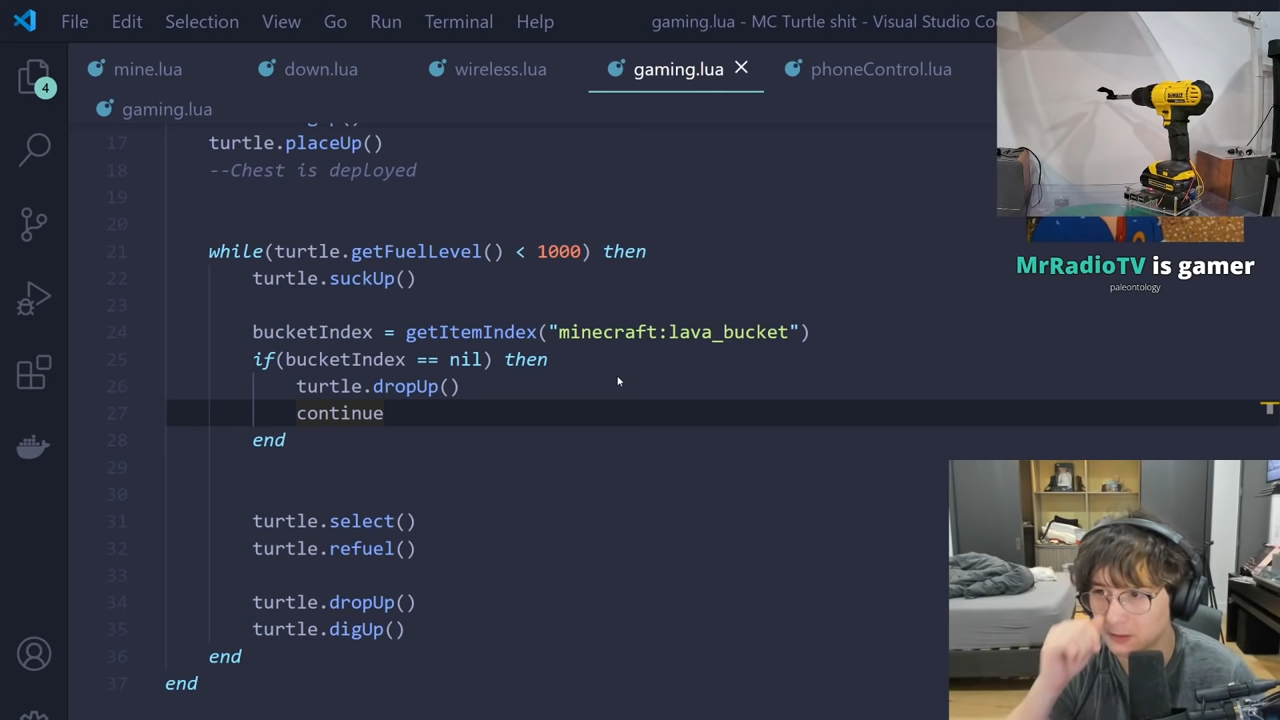 File Edit Selection View Go Run Terminal Help gaming.lua - MC Turtle shit - Visual Studio
4
mine.lua down.lua wireless.lua gaming.lua phoneControl.lua
gaming.lua
17 turtle.placeUp()
18 --Chest is deployed
19
20
21 while(turtle.getFuelLevel() < 1000) then
22 turtle.suckUp()
23
24 bucketIndex = getItemIndex("minecraft:lava_bucket")
25 if(bucketIndex == nil) then
26 turtle.dropUp()
27 continue
28 end
29
30
31 turtle.select()
32 turtle.refuel()
33
34 turtle.dropUp()
35 turtle.digUp()
36 end
37 end
DEWALT
MrRadioTV is gamer
paleontology